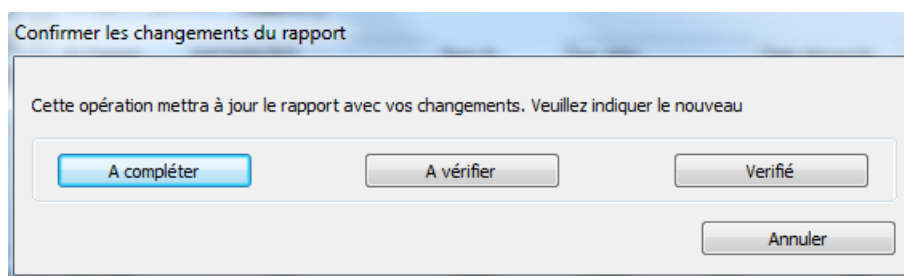 Confirmer les changements du rapport
Cette opération mettra à jour le rapport avec vos changements. Veuillez indiquer le nouveau
A compléter
A vérifier
Verifié
Annuler